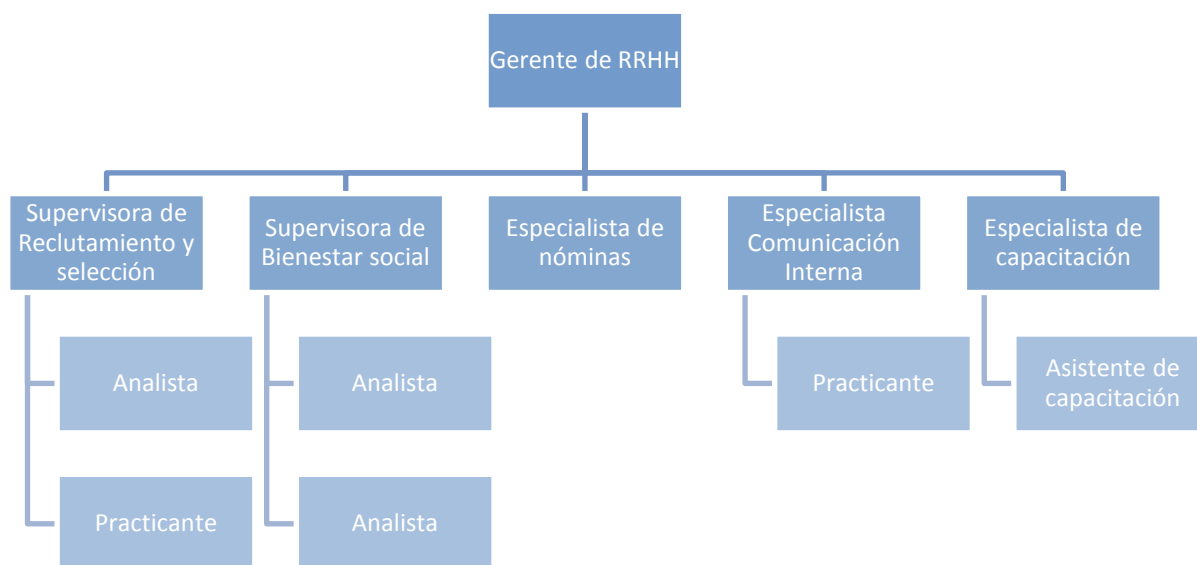 Gerente de RRHH
Supervisora de
Reclutamiento y
selección
Supervisora de
Bienestar social
Especialista de
nóminas
Especialista
Comunicación
Interna
Especialista de
capacitación
Analista
Analista
Practicante
Asistente de
capacitación
Practicante
Analista